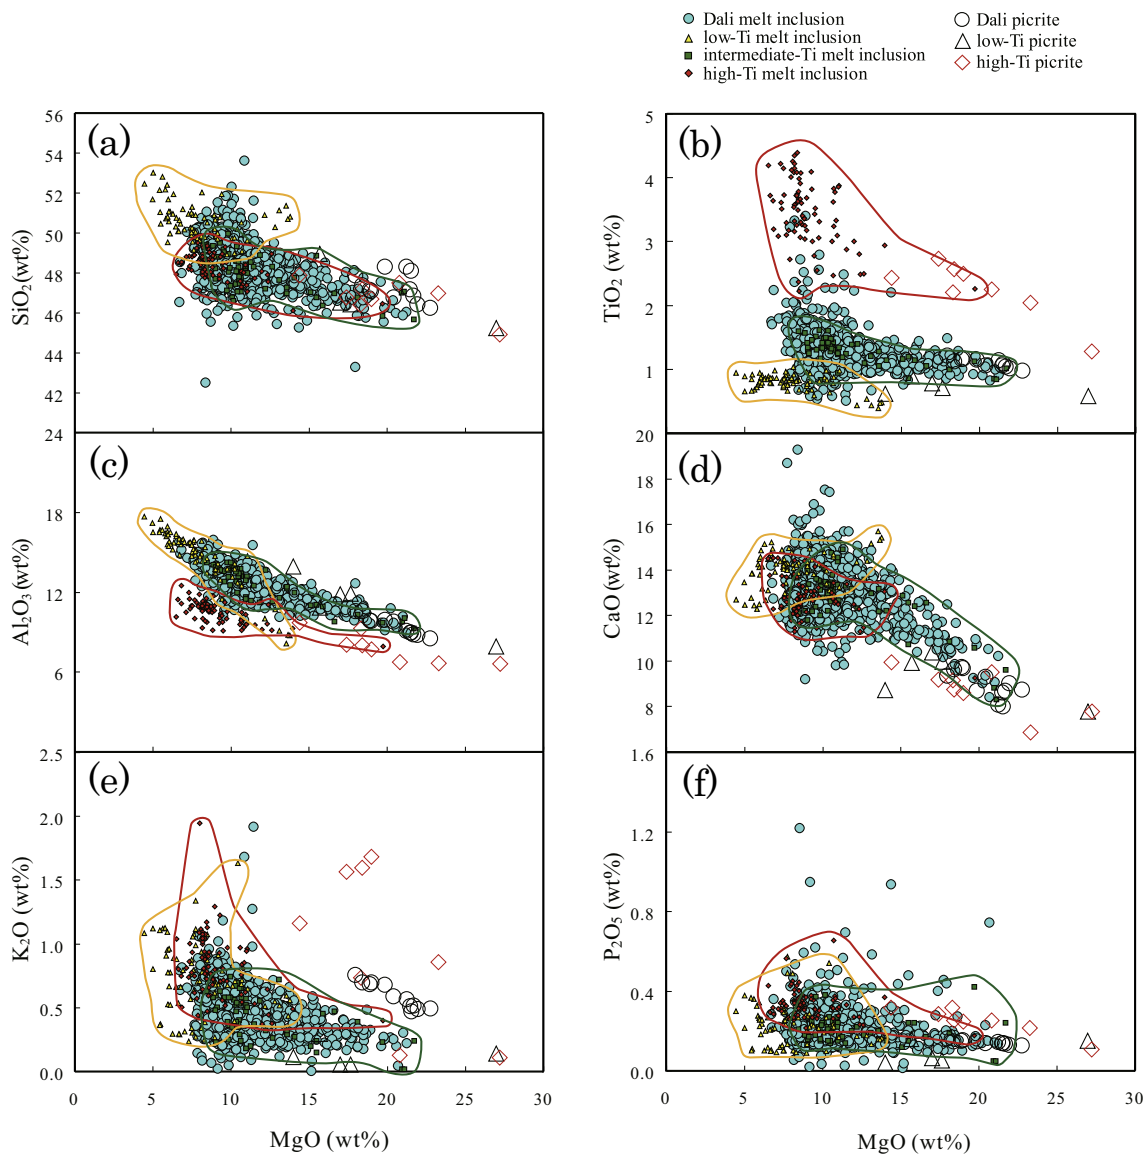 Dali melt inclusion
low-Ti melt inclusion
intermediate-Ti melt inclusion
high-Ti melt inclusion
Dali picrite
low-Ti picrite
high-Ti picrite
(a)
56
54
52
50
48
46
44
42
SiO₂(wt%)
(b)
5
4
3
2
1
TiO₂ (wt%)
(c)
24
18
12
6
Al₂O₃(wt%)
(d)
20
18
16
14
12
10
8
CaO(wt%)
(e)
2.5
2.0
1.5
1.0
0.5
0.0
K₂O (wt%)
0 5 10 15 20 25 30
MgO (wt%)
(f)
1.6
1.2
0.8
0.4
0.0
P₂O₅ (wt%)
0 5 10 15 20 25 30
MgO (wt%)